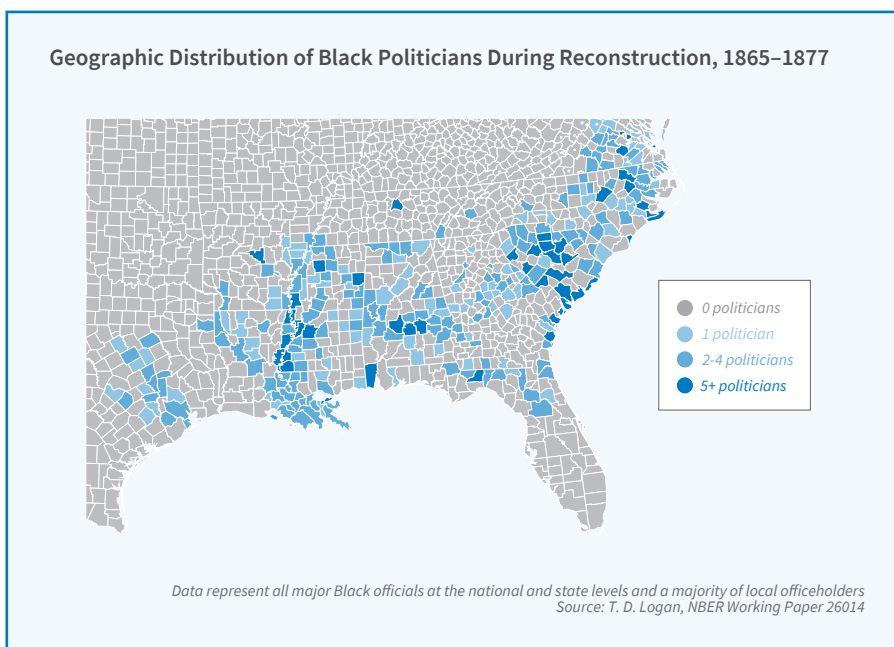 Geographic Distribution of Black Politicians During Reconstruction, 1865–1877
0 politicians
1 politician
2-4 politicians
5+ politicians
Data represent all major Black officials at the national and state levels and a majority of local officeholders
Source: T. D. Logan, NBER Working Paper 26014